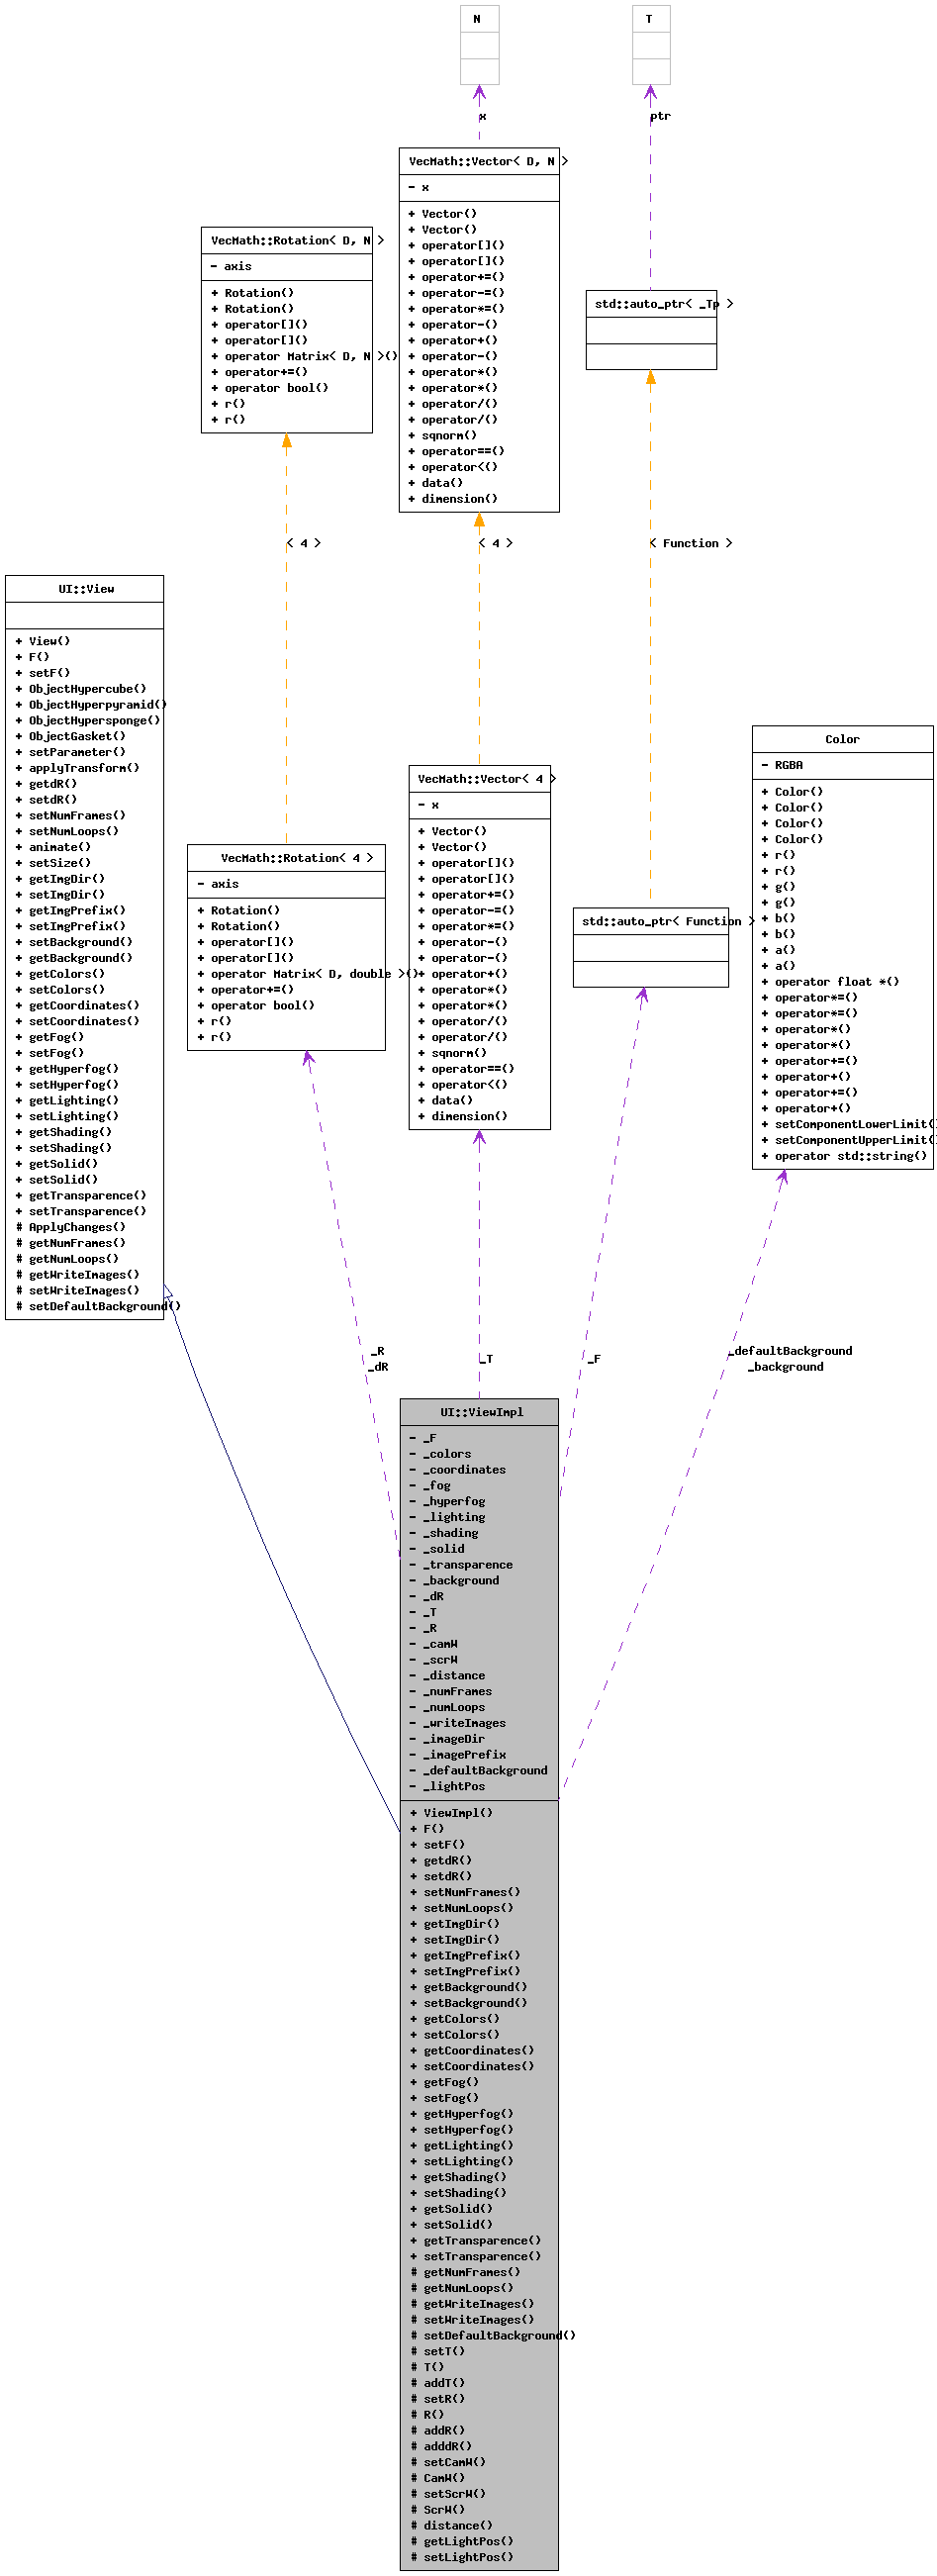 N
T
x
ptr
VecMath::Vector< D, N >
- x
+ Vector()
+ Vector()
+ operator[]()
+ operator[]()
+ operator+=()
+ operator-=()
+ operator*=()
+ operator-()
+ operator+()
+ operator-()
+ operator*()
+ operator*()
+ operator/()
+ operator/()
+ sqnorm()
+ operator==()
+ operator<()
+ data()
+ dimension()
VecMath::Rotation< D, N >
- axis
+ Rotation()
+ Rotation()
+ operator[]()
+ operator[]()
+ operator Matrix< D, N >()
+ operator+=()
+ operator bool()
+ r()
+ r()
std::auto_ptr< _Tp >
< 4 >
< 4 >
< Function >
UI::View
+ View()
+ F()
+ setF()
+ ObjectHypercube()
+ ObjectHyperpyramid()
+ ObjectHypersponge()
+ ObjectGasket()
+ setParameter()
+ applyTransform()
+ getdR()
+ setdR()
+ setNumFrames()
+ setNumLoops()
+ animate()
+ setSize()
+ getImgDir()
+ setImgDir()
+ getImgPrefix()
+ setImgPrefix()
+ setBackground()
+ getBackground()
+ getColors()
+ setColors()
+ getCoordinates()
+ setCoordinates()
+ getFog()
+ setFog()
+ getHyperfog()
+ setHyperfog()
+ getLighting()
+ setLighting()
+ getShading()
+ setShading()
+ getSolid()
+ setSolid()
+ getTransparence()
+ setTransparence()
# ApplyChanges()
# getNumFrames()
# getNumLoops()
# getWriteImages()
# setWriteImages()
# setDefaultBackground()
VecMath::Rotation< 4 >
- axis
+ Rotation()
+ Rotation()
+ operator[]()
+ operator[]()
+ operator Matrix< D, double >()
+ operator+=()
+ operator bool()
+ r()
+ r()
VecMath::Vector< 4 >
- x
+ Vector()
+ Vector()
+ operator[]()
+ operator[]()
+ operator+=()
+ operator-=()
+ operator*=()
+ operator-()
+ operator-()
+ operator+()
+ operator*()
+ operator*()
+ operator/()
+ operator/()
+ sqnorm()
+ operator==()
+ operator<()
+ data()
+ dimension()
std::auto_ptr< Function >
Color
- RGBA
+ Color()
+ Color()
+ Color()
+ Color()
+ r()
+ r()
+ g()
+ g()
+ b()
+ b()
+ a()
+ a()
+ operator float *()
+ operator*=()
+ operator*=()
+ operator*()
+ operator*()
+ operator+=()
+ operator+()
+ operator+=()
+ operator+()
+ setComponentLowerLimit()
+ setComponentUpperLimit()
+ operator std::string()
_R
_dR
_T
_F
_defaultBackground
_background
UI::ViewImpl
- _F
- _colors
- _coordinates
- _fog
- _hyperfog
- _lighting
- _shading
- _solid
- _transparence
- _background
- _dR
- _T
- _R
- _camW
- _scrW
- _distance
- _numFrames
- _numLoops
- _writeImages
- _imageDir
- _imagePrefix
- _defaultBackground
- _lightPos
+ ViewImpl()
+ F()
+ setF()
+ getdR()
+ setdR()
+ setNumFrames()
+ setNumLoops()
+ getImgDir()
+ setImgDir()
+ getImgPrefix()
+ setImgPrefix()
+ getBackground()
+ setBackground()
+ getColors()
+ setColors()
+ getCoordinates()
+ setCoordinates()
+ getFog()
+ setFog()
+ getHyperfog()
+ setHyperfog()
+ getLighting()
+ setLighting()
+ getShading()
+ setShading()
+ getSolid()
+ setSolid()
+ getTransparence()
+ setTransparence()
# getNumFrames()
# getNumLoops()
# getWriteImages()
# setWriteImages()
# setDefaultBackground()
# setT()
# T()
# addT()
# setR()
# R()
# addR()
# adddR()
# setCamW()
# CamW()
# setScrW()
# ScrW()
# distance()
# getLightPos()
# setLightPos()